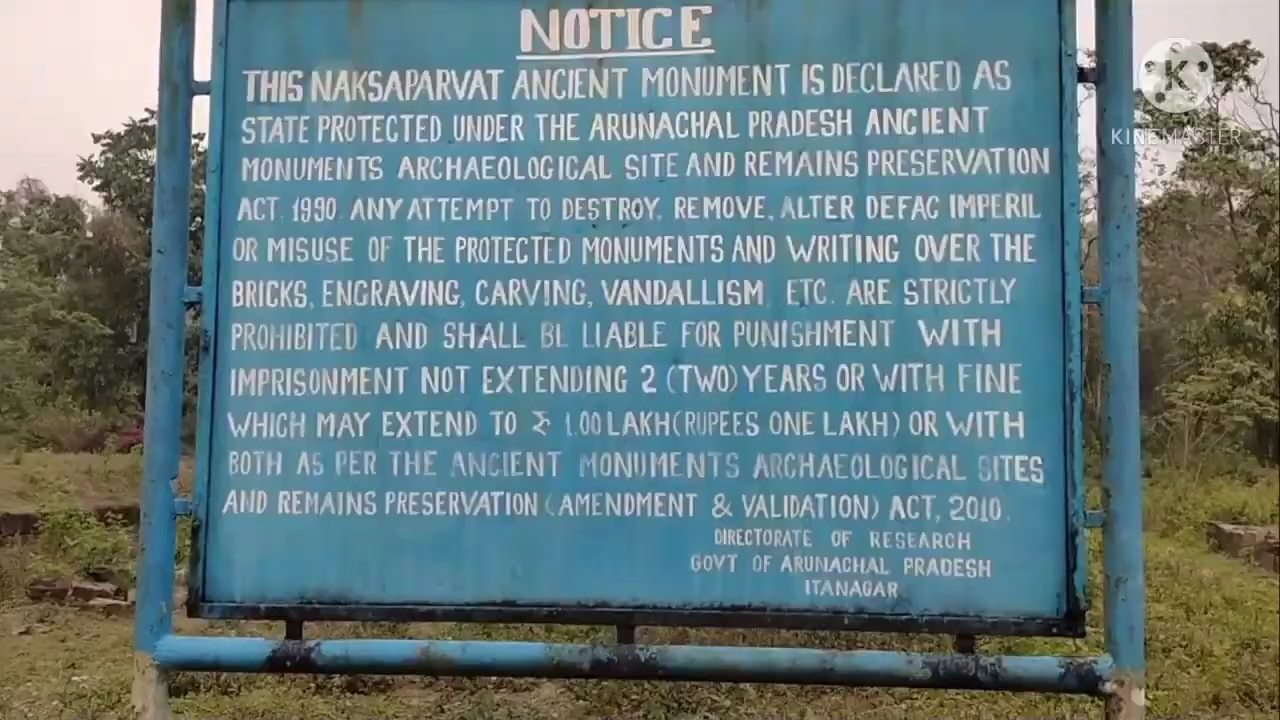 NOTICE
THIS NAKSAPARVAT ANCIENT MONUMENT IS DECLARED AS
STATE PROTECTED UNDER THE ARUNACHAL PRADESH ANCIENT
MONUMENTS ARCHAEOLOGICAL SITE AND REMAINS PRESERVATION
ACT, 1990. ANY ATTEMPT TO DESTROY, REMOVE, ALTER DEFAC IMPERIL
OR MISUSE OF THE PROTECTED MONUMENTS AND WRITING OVER THE
BRICKS, ENGRAVING, CARVING, VANDALLISM, ETC. ARE STRICTLY
PROHIBITED AND SHALL BE LIABLE FOR PUNISHMENT WITH
IMPRISONMENT NOT EXTENDING 2 (TWO) YEARS OR WITH FINE
WHICH MAY EXTEND TO ₹ 1.00 LAKH (RUPEES ONE LAKH) OR WITH
BOTH AS PER THE ANCIENT MONUMENTS ARCHAEOLOGICAL SITES
AND REMAINS PRESERVATION (AMENDMENT & VALIDATION) ACT, 2010.
DIRECTORATE OF RESEARCH
GOVT OF ARUNACHAL PRADESH
ITANAGAR
K
KINEMASTER